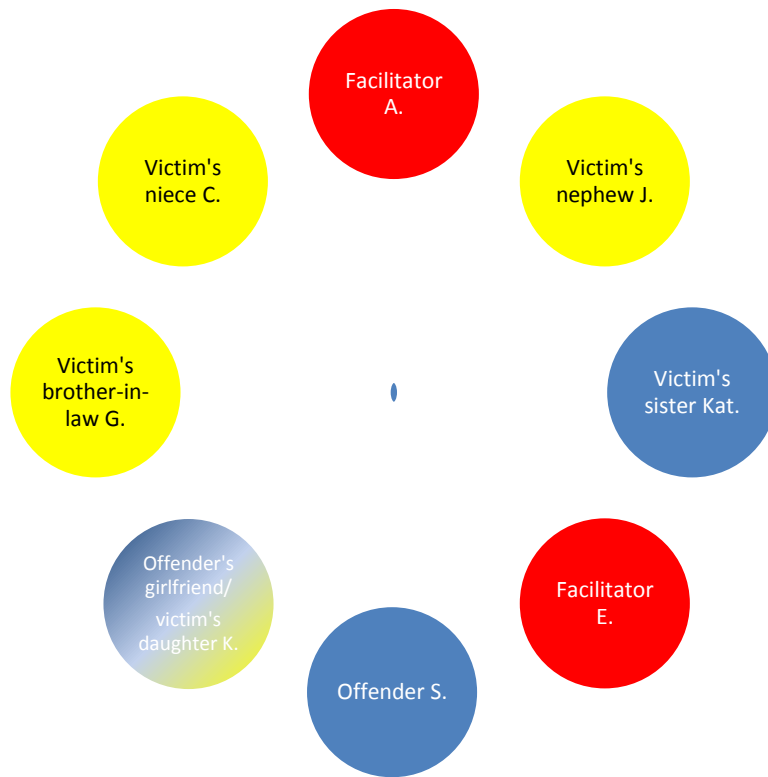 Facilitator
A.
Victim's
niece C.
Victim's
nephew J.
Victim's
brother-in-
law G.
Victim's
sister Kat.
Offender's
girlfriend/
victim's
daughter K.
Facilitator
E.
Offender S.